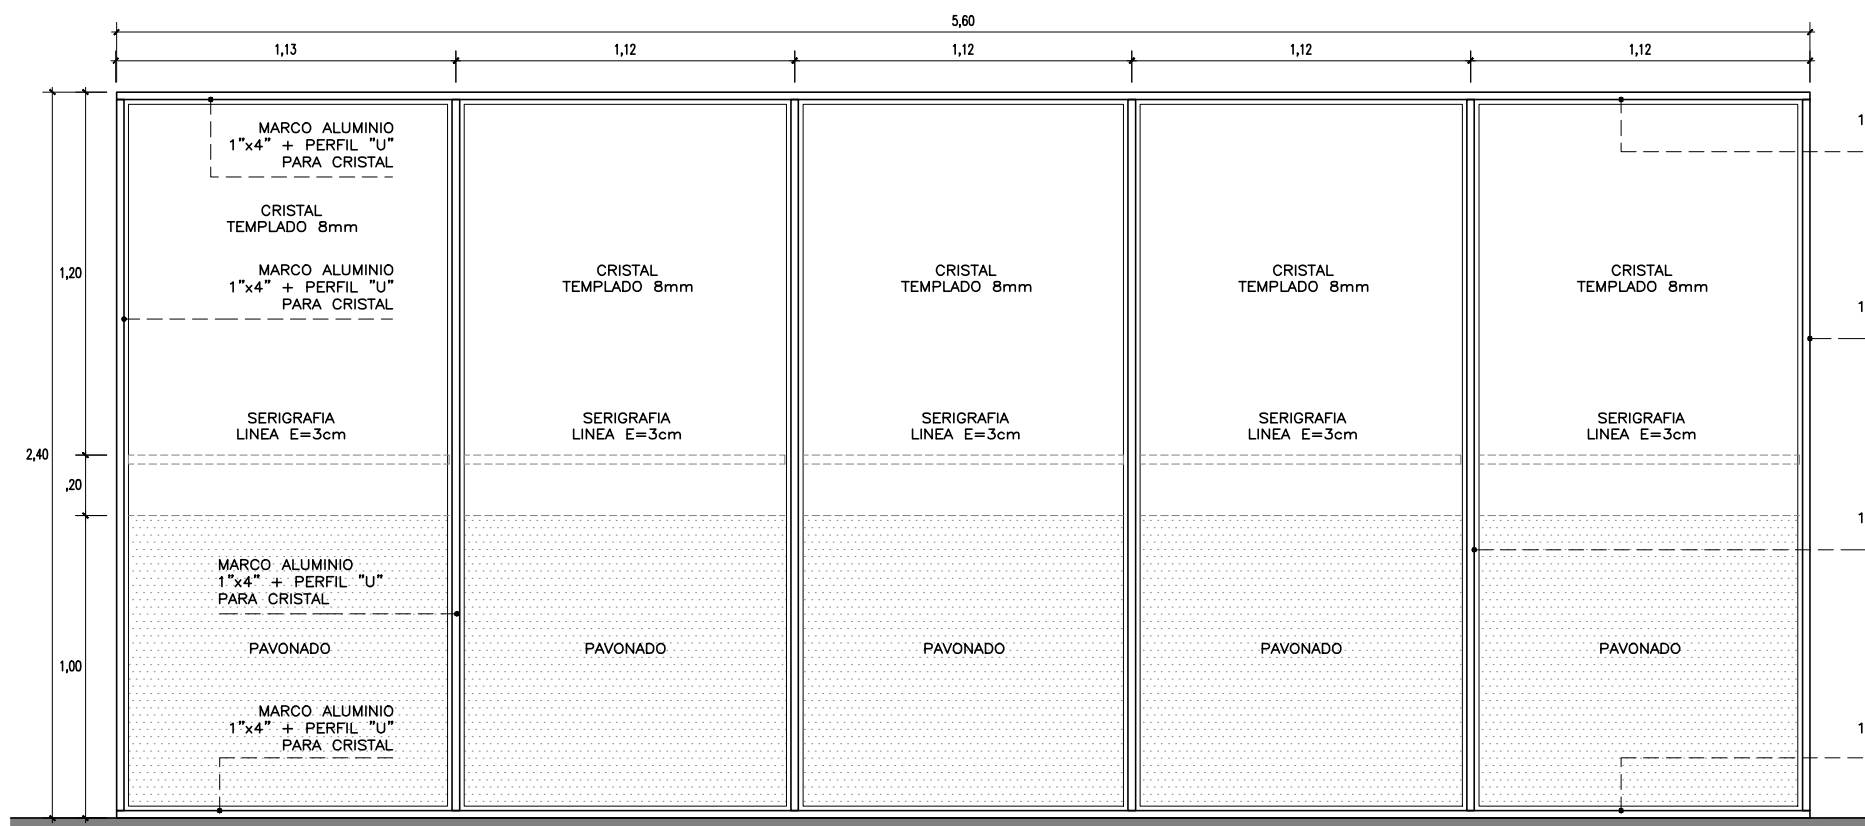 5,60
1,13
1,12
1,12
1,12
1,12
MARCO ALUMINIO
1"x4" + PERFIL "U"
PARA CRISTAL
CRISTAL
TEMPLADO 8mm
MARCO ALUMINIO
1"x4" + PERFIL "U"
PARA CRISTAL
CRISTAL
TEMPLADO 8mm
CRISTAL
TEMPLADO 8mm
CRISTAL
TEMPLADO 8mm
CRISTAL
TEMPLADO 8mm
1
1
1,20
SERIGRAFIA
LINEA E=3cm
SERIGRAFIA
LINEA E=3cm
SERIGRAFIA
LINEA E=3cm
SERIGRAFIA
LINEA E=3cm
SERIGRAFIA
LINEA E=3cm
2,40
,20
1
MARCO ALUMINIO
1"x4" + PERFIL "U"
PARA CRISTAL
PAVONADO
PAVONADO
PAVONADO
PAVONADO
PAVONADO
1,00
MARCO ALUMINIO
1"x4" + PERFIL "U"
PARA CRISTAL
1